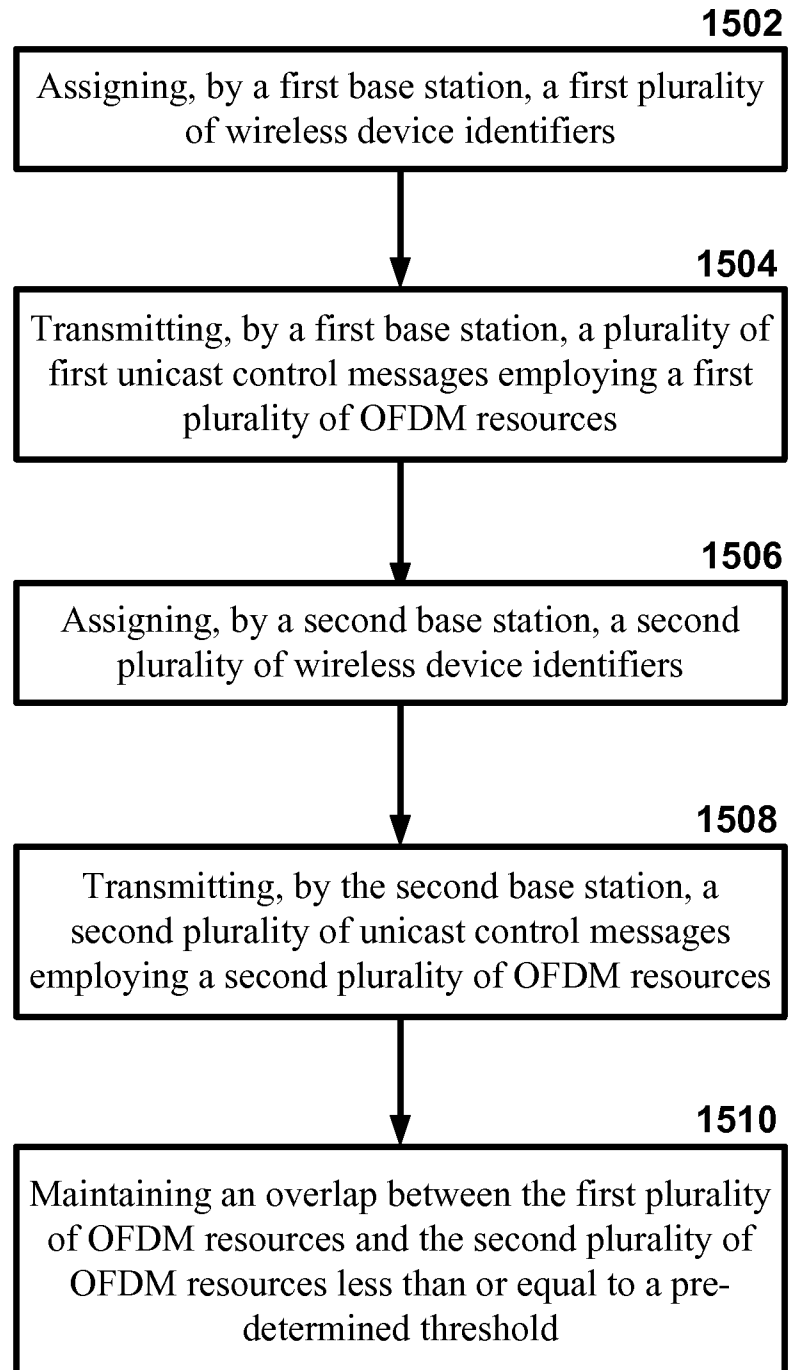 1502
Assigning, by a first base station, a first plurality
of wireless device identifiers
1504
Transmitting, by a first base station, a plurality of
first unicast control messages employing a first
plurality of OFDM resources
1506
Assigning, by a second base station, a second
plurality of wireless device identifiers
1508
Transmitting, by the second base station, a
second plurality of unicast control messages
employing a second plurality of OFDM resources
1510
Maintaining an overlap between the first plurality
of OFDM resources and the second plurality of
OFDM resources less than or equal to a pre-
determined threshold